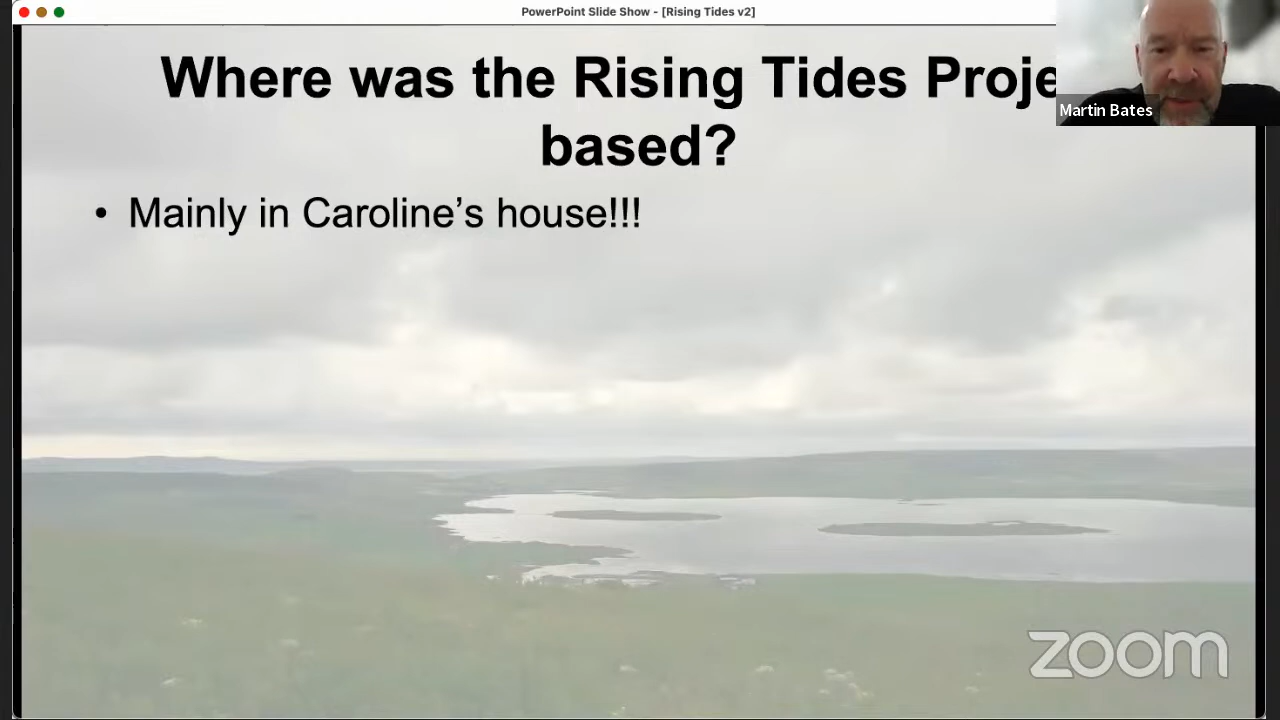 PowerPoint Slide Show - [Rising Tides v2]
Where was the Rising Tides Proje
based?
Martin Bates
• Mainly in Caroline’s house!!!
zoom